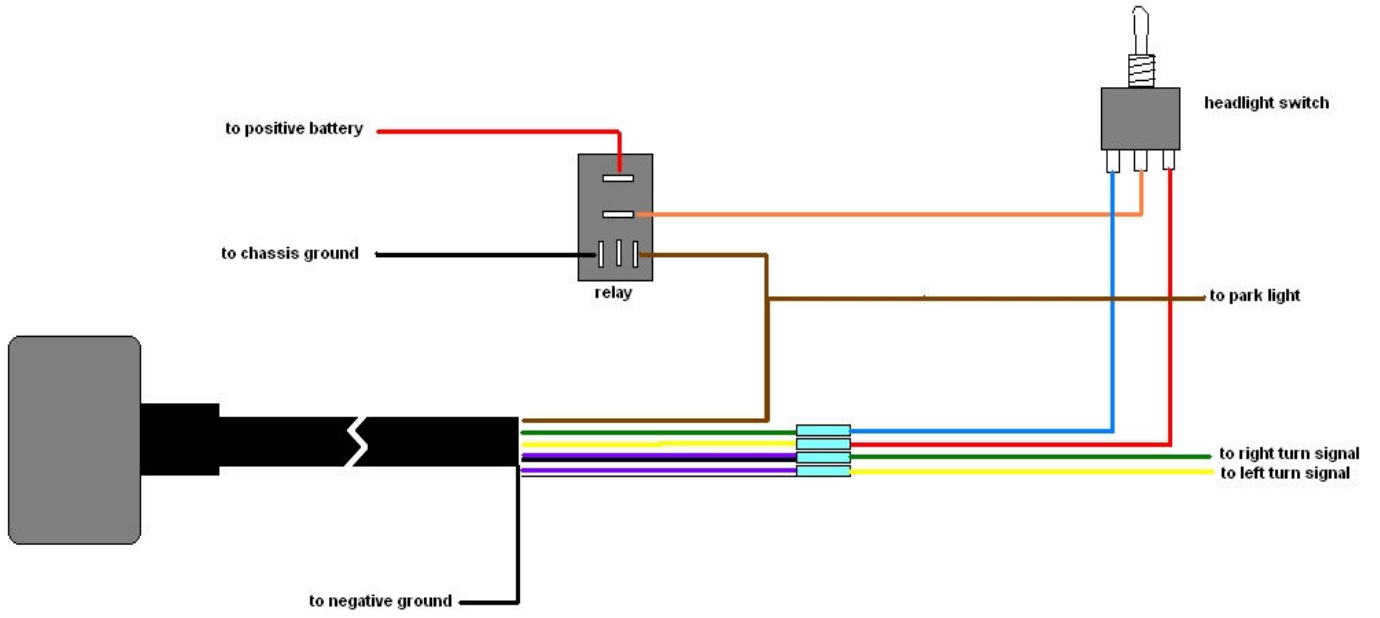 headlight switch
to positive battery
to chassis ground
relay
to park light
to right turn signal
to left turn signal
to negative ground